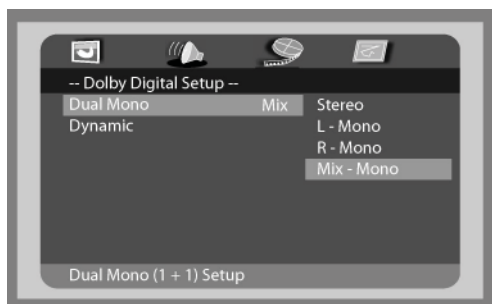 -- Dolby Digital Setup --
Dual Mono Mix Stereo
Dynamic L - Mono
R - Mono
Mix - Mono
Dual Mono (1 + 1) Setup